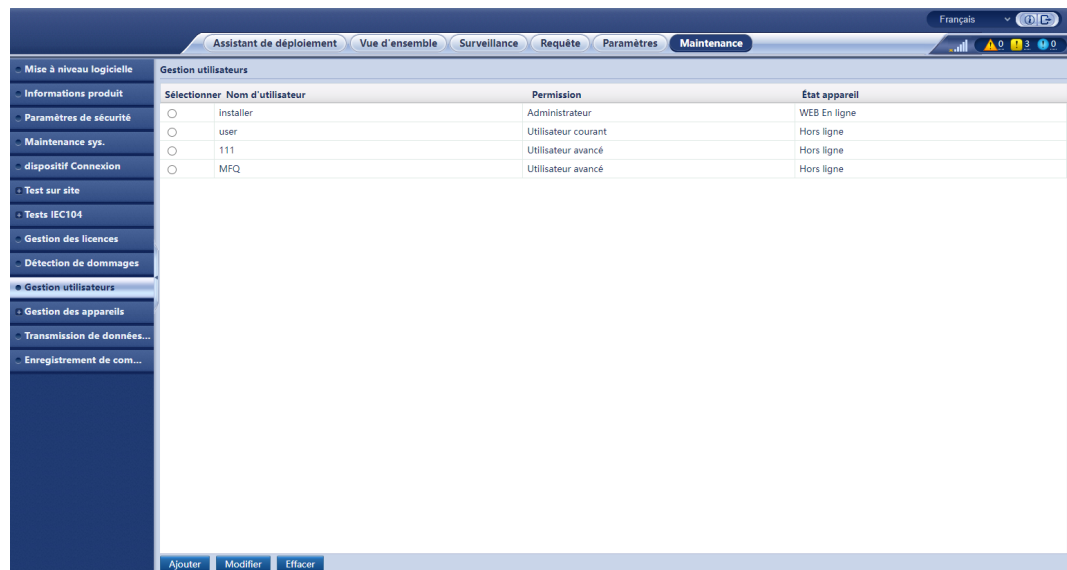 Français
Assistant de déploiement Vue d'ensemble Surveillance Requête Paramètres Maintenance
0 3 0
Mise à niveau logicielle
Informations produit
Paramètres de sécurité
Maintenance sys.
dispositif Connexion
Test sur site
Tests IEC104
Gestion des licences
Détection de dommages
Gestion utilisateurs
Gestion des appareils
Transmission de données...
Enregistrement de com...
Gestion utilisateurs
Sélectionner Nom d'utilisateur Permission État appareil
installer Administrateur WEB En ligne
user Utilisateur courant Hors ligne
111 Utilisateur avancé Hors ligne
MFQ Utilisateur avancé Hors ligne
Ajouter Modifier Effacer